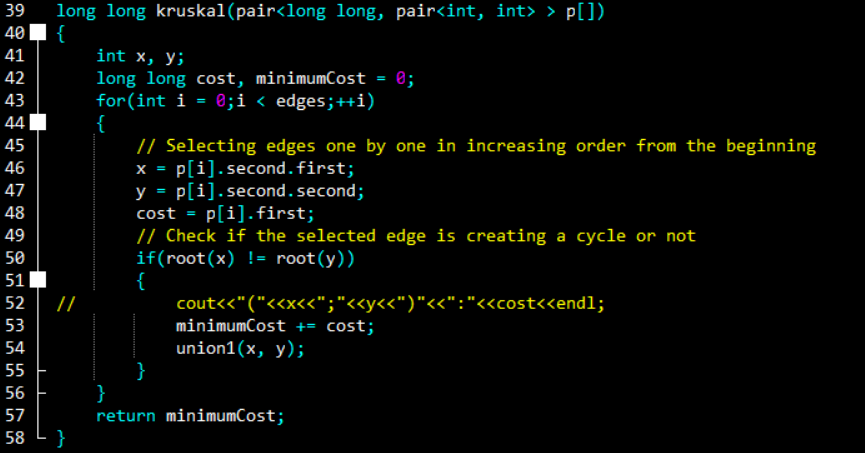 39 long long kruskal(pair<long long, pair<int, int> > p[])
40 {
41     int x, y;
42     long long cost, minimumCost = 0;
43     for(int i = 0;i < edges;++i)
44     {
45         // Selecting edges one by one in increasing order from the beginning
46         x = p[i].second.first;
47         y = p[i].second.second;
48         cost = p[i].first;
49         // Check if the selected edge is creating a cycle or not
50         if(root(x) != root(y))
51         {
52 //          cout<<"("<<x<<";"<<y<<")"<<":"<<cost<<endl;
53             minimumCost += cost;
54             union1(x, y);
55         }
56     }
57     return minimumCost;
58 }